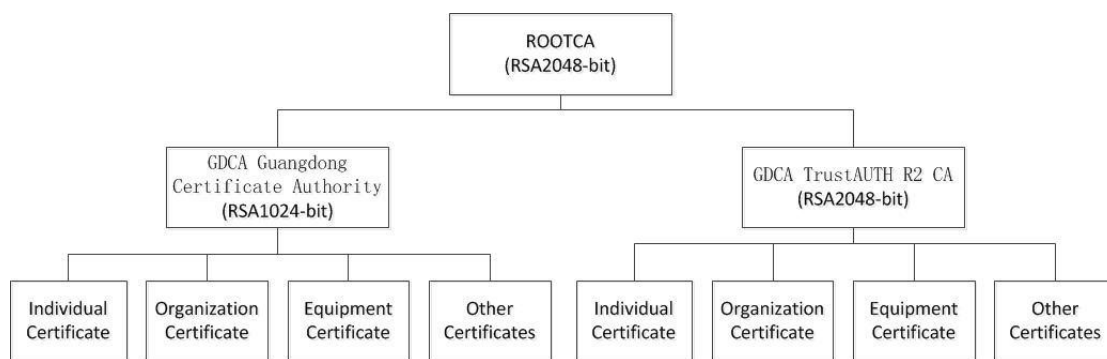 ROOTCA
(RSA2048-bit)
GDCA Guangdong
Certificate Authority
(RSA1024-bit)
GDCA TrustAUTH R2 CA
(RSA2048-bit)
Individual
Certificate
Organization
Certificate
Equipment
Certificate
Other
Certificates
Individual
Certificate
Organization
Certificate
Equipment
Certificate
Other
Certificates